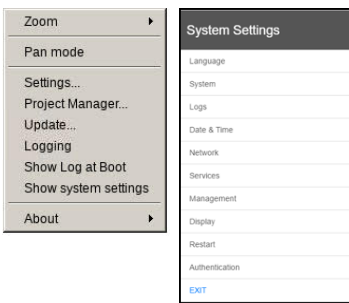 Zoom
Pan mode
Settings...
Project Manager...
Update...
Logging
Show Log at Boot
Show system settings
About
System Settings
Language
System
Logs
Date & Time
Network
Services
Management
Display
Restart
Authentication
EXIT